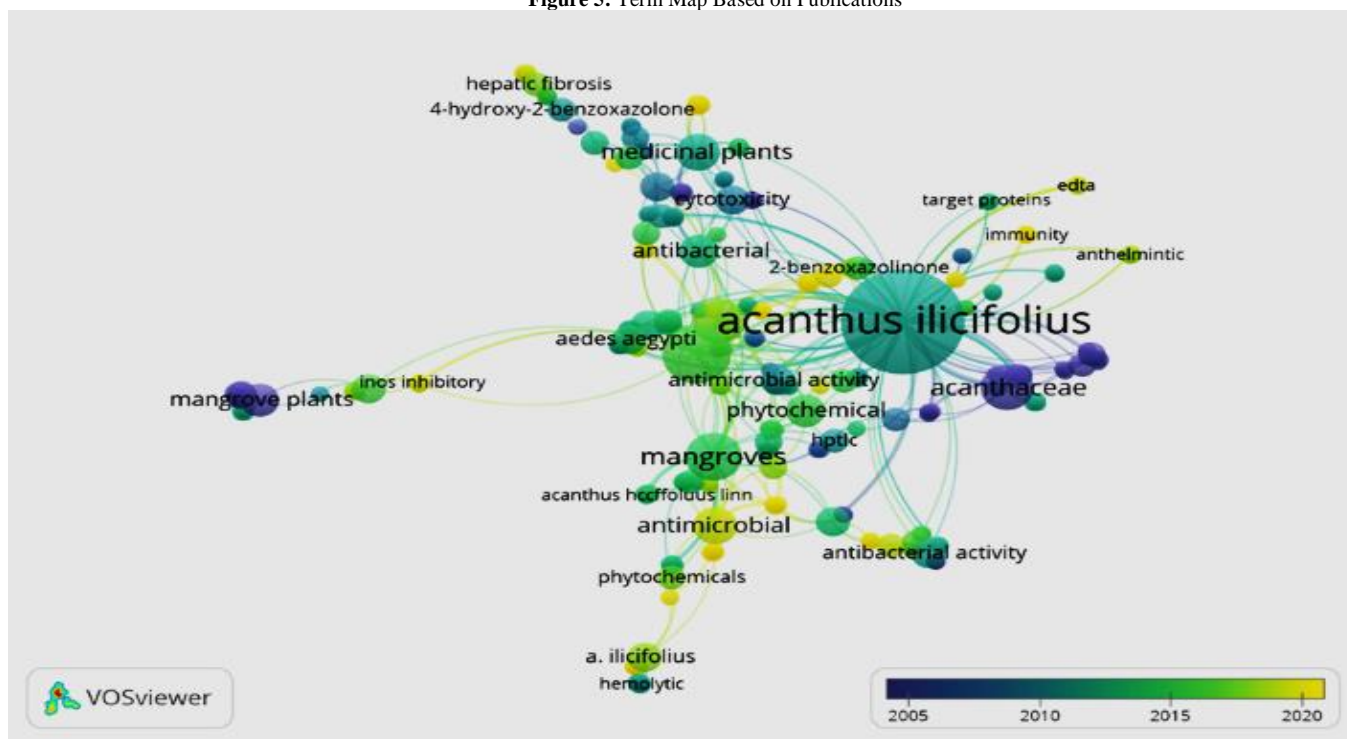 Figure 3: Term Map Based on Publications
hepatic fibrosis
4-hydroxy-2-benzoxazolone
medicinal plants
edta
cytotoxicity
target proteins
immunity
antibacterial
anthelmintic
2-benzoxazolinone
acanthus ilicifolius
aedes aegypti
inos inhibitory
antimicrobial activity
acanthaceae
mangrove plants
phytochemical
hptlc
mangroves
acanthus hccffoluus linn
antimicrobial
antibacterial activity
phytochemicals
a. ilicifolius
hemolytic
VOSviewer
2005 2010 2015 2020